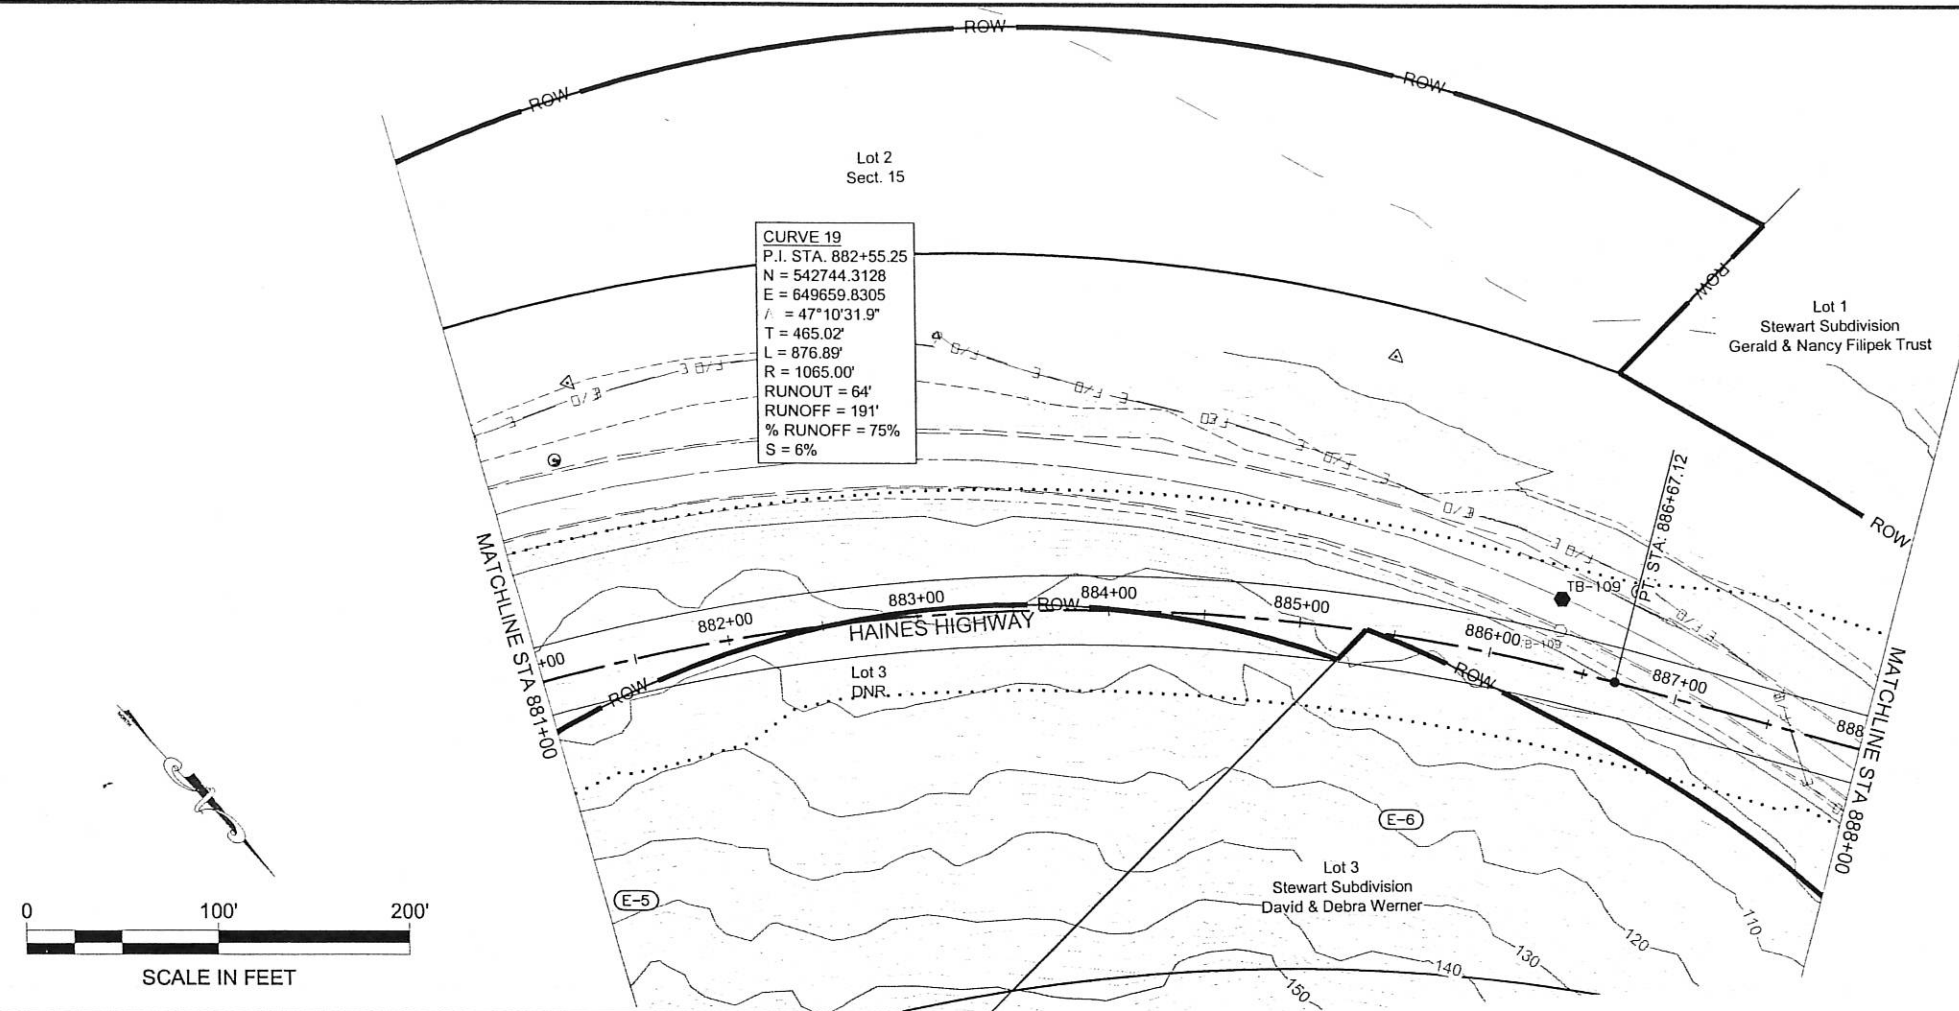 ROW
ROW
ROW
Lot 2
Sect. 15
CURVE 19
P.I. STA. 882+55.25
N = 542744.3128
E = 649659.8305
= 47°10'31.9"
T = 465.02'
L = 876.89'
R = 1065.00'
RUNOUT = 64'
RUNOFF = 191'
% RUNOFF = 75%
S = 6%
ROW
Lot 1
Stewart Subdivision
Gerald & Nancy Filipek Trust
ROW
P.T. STA: 886+67.12
TB-109
MATCHLINE STA 881+00
+00
882+00
883+00
ROW
884+00
885+00
886+00
887+00
888
HAINES HIGHWAY
ROW
ROW
Lot 3
DNR
MATCHLINE STA 888+00
E-6
E-5
Lot 3
Stewart Subdivision
David & Debra Werner
110
120
130
140
150
0 100' 200'
SCALE IN FEET